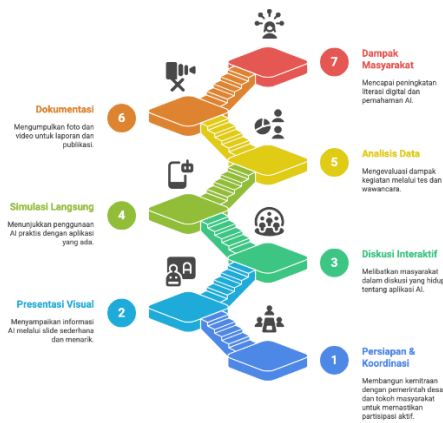 7
Dampak
Masyarakat
Mencapai peningkatan
literasi digital dan
pemahaman AI.
Dokumentasi
6
Mengumpulkan foto dan
video untuk laporan dan
publikasi.
5
Analisis Data
Mengevaluasi dampak
kegiatan melalui tes dan
wawancara.
Simulasi Langsung
4
Menunjukkan penggunaan
AI praktis dengan aplikasi
yang ada.
3
Diskusi Interaktif
Melibatkan masyarakat
dalam diskusi yang hidup
tentang aplikasi AI.
A
Presentasi Visual
2
Menyampaikan informasi
AI melalui slide sederhana
dan menarik.
1
Persiapan &
Koordinasi
Membangun kemitraan
dengan pemerintah desa
dan tokoh masyarakat
untuk memastikan
partisipasi aktif.